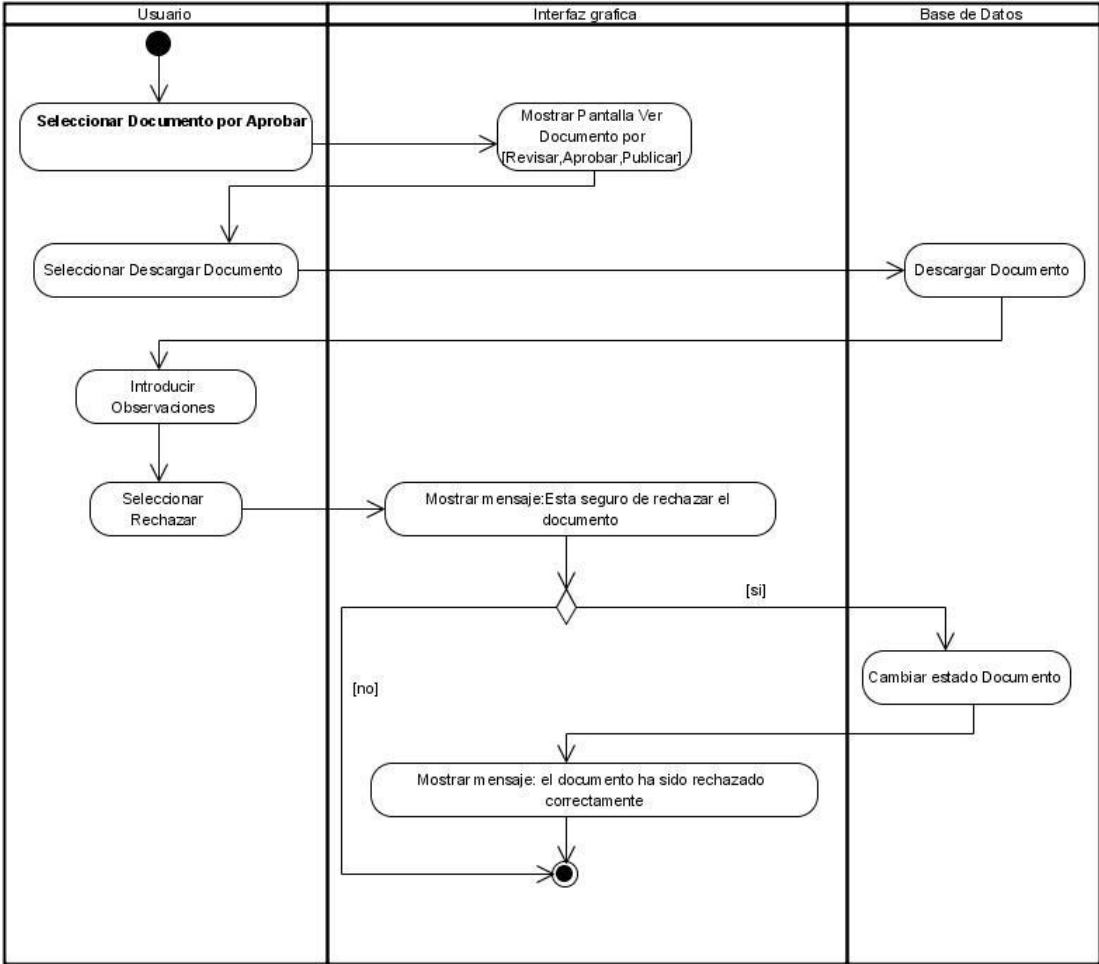 Usuario
Interfaz grafica
Base de Datos
Seleccionar Documento por Aprobar
Mostrar Pantalla Ver
Documento por
[Revisar,Aprobar,Publicar]
Seleccionar Descargar Documento
Descargar Documento
Introducir
Observaciones
Seleccionar
Rechazar
Mostrar mensaje:Esta seguro de rechazar el
documento
[si]
Cambiar estado Documento
[no]
Mostrar mensaje: el documento ha sido rechazado
correctamente